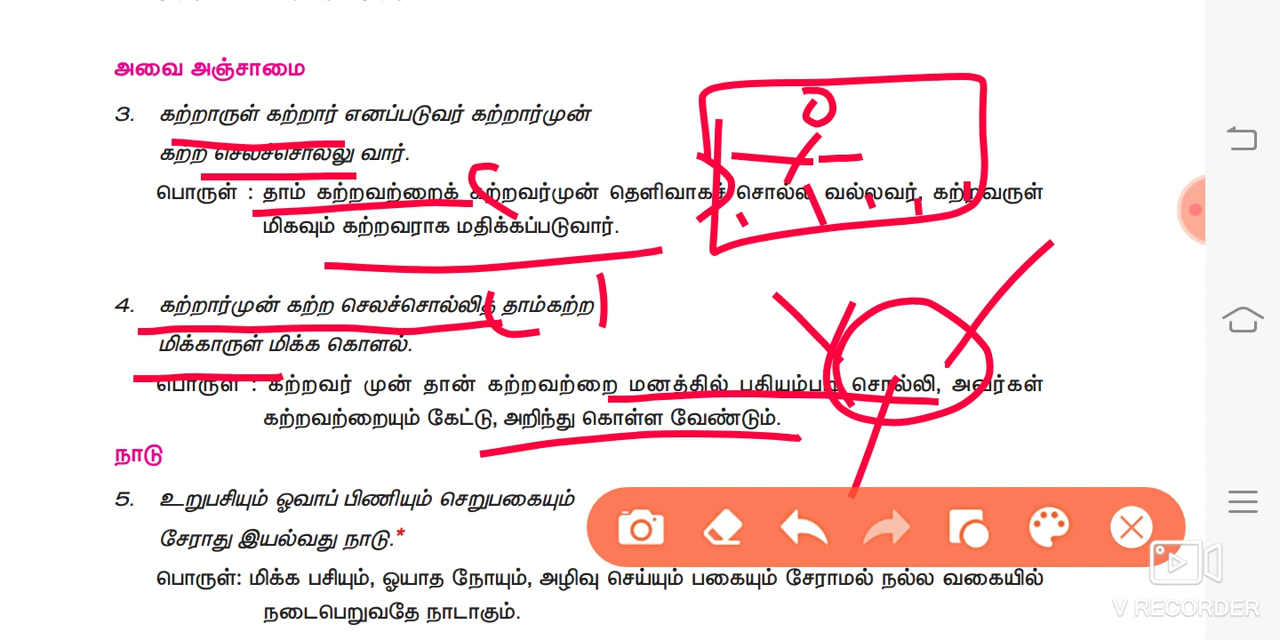 அவை அஞ்சாமை
3. கற்றாருள் கற்றார் எனப்படுவர் கற்றார்முன்
கற்ற செலச்சொல்லு வார்.
பொருள் : தாம் கற்றவற்றைக் கற்றவர்முன் தெளிவாகச் சொல்ல வல்லவர், கற்றவருள்
மிகவும் கற்றவராக மதிக்கப்படுவார்.
4. கற்றார்முன் கற்ற செலச்சொல்லித் தாம்கற்ற
மிக்காருள் மிக்க கொளல்.
பொருள் : கற்றவர் முன் தான் கற்றவற்றை மனத்தில் பதியும்படி சொல்லி, அவர்கள்
கற்றவற்றையும் கேட்டு, அறிந்து கொள்ள வேண்டும்.
நாடு
5. உறுபசியும் ஓவாப் பிணியும் செறுபகையும்
சேராது இயல்வது நாடு.*
பொருள்: மிக்க பசியும், ஓயாத நோயும், அழிவு செய்யும் பகையும் சேராமல் நல்ல வகையில்
நடைபெறுவதே நாடாகும்.
V RECORDER